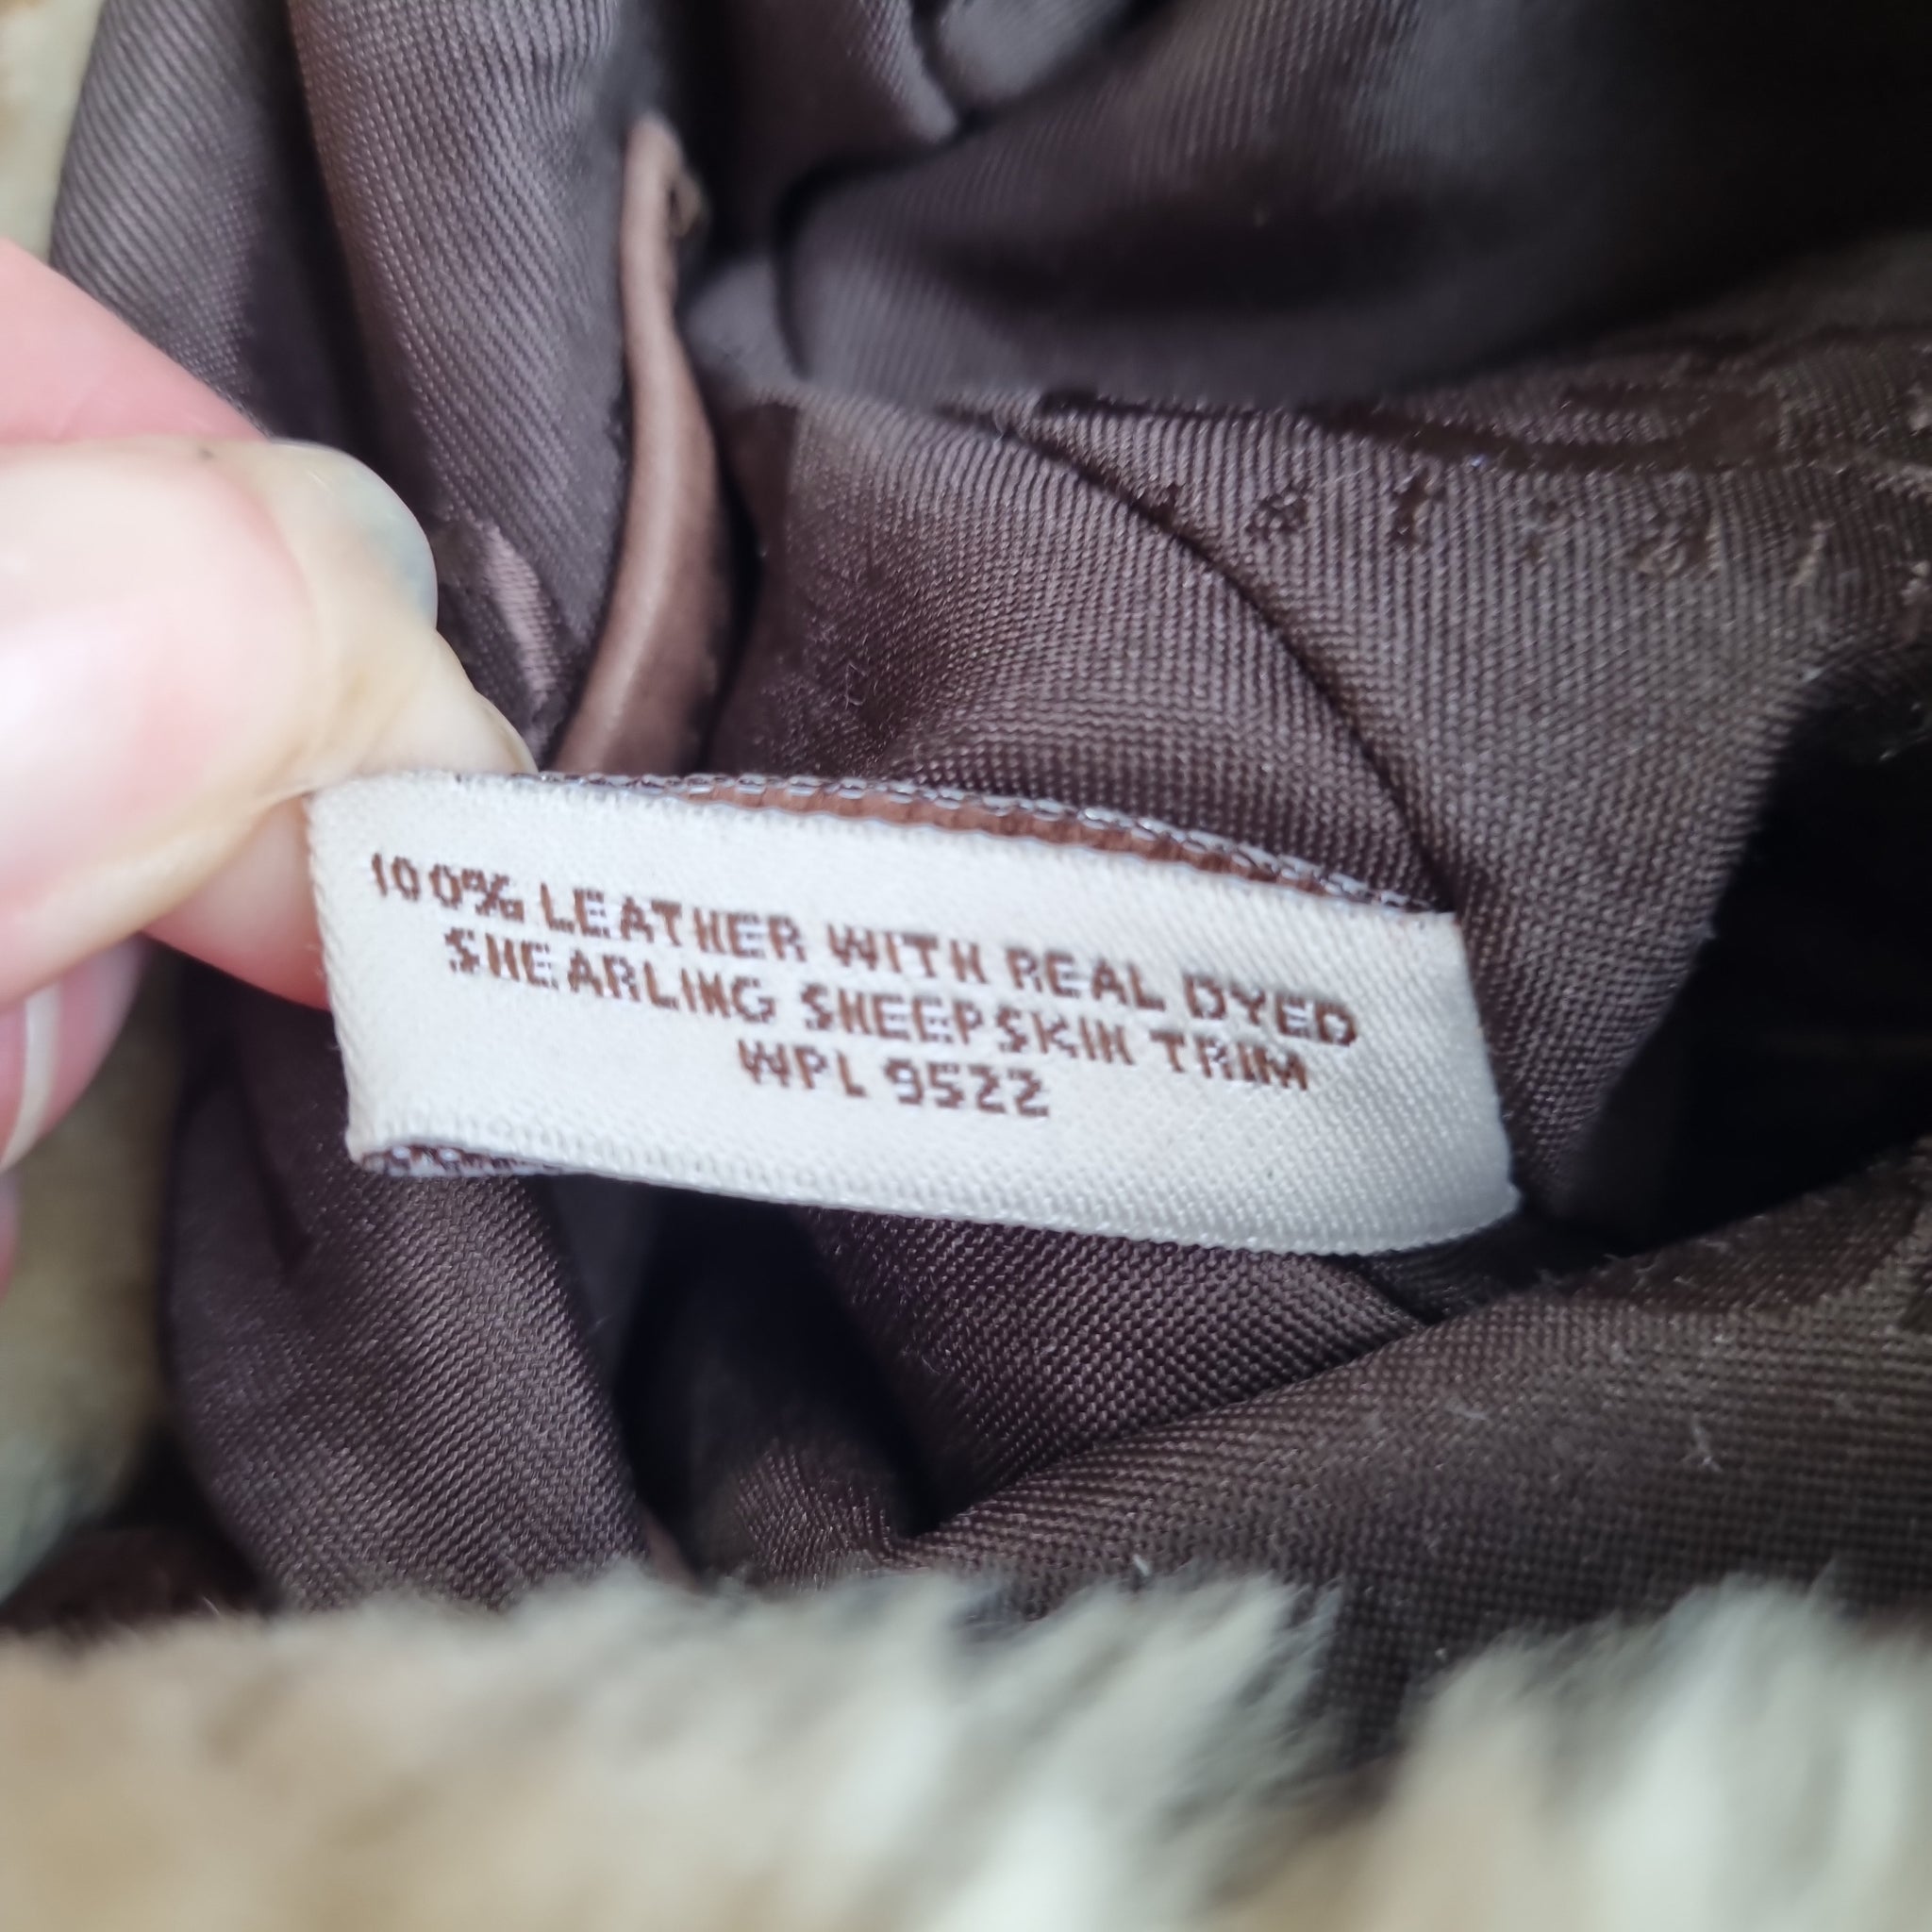 100% LEATHER WITH REAL DYED
SHEARLING SHEEPSKIN TRIM
WPL 9522